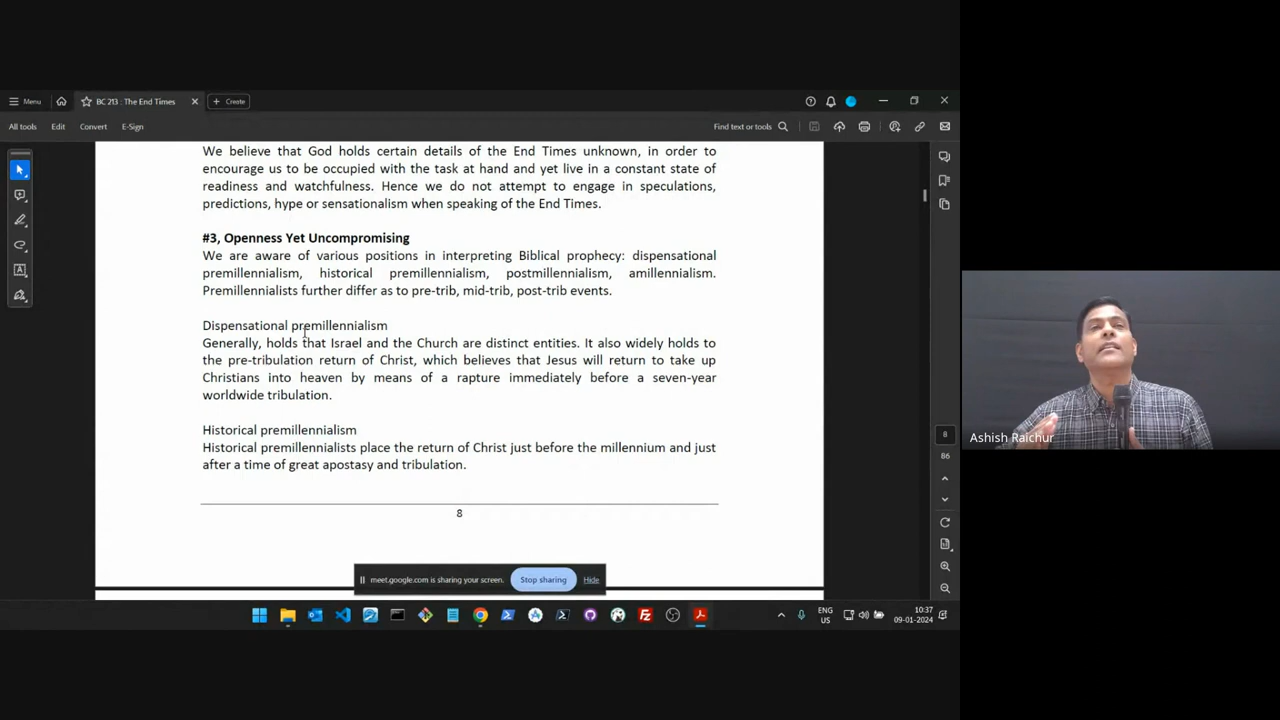 Menu
BC 213 : The End Times
Create
All tools
Edit
Convert
E-Sign
Find text or tools
We believe that God holds certain details of the End Times unknown, in order to
encourage us to be occupied with the task at hand and yet live in a constant state of
readiness and watchfulness. Hence we do not attempt to engage in speculations,
predictions, hype or sensationalism when speaking of the End Times.
#3, Openness Yet Uncompromising
We are aware of various positions in interpreting Biblical prophecy: dispensational
premillennialism, historical premillennialism, postmillennialism, amillennialism.
Premillennialists further differ as to pre-trib, mid-trib, post-trib events.
Dispensational premillennialism
Generally, holds that Israel and the Church are distinct entities. It also widely holds to
the pre-tribulation return of Christ, which believes that Jesus will return to take up
Christians into heaven by means of a rapture immediately before a seven-year
worldwide tribulation.
Historical premillennialism
Historical premillennialists place the return of Christ just before the millennium and just
after a time of great apostasy and tribulation.
8
8
86
Ashish Raichur
meet.google.com is sharing your screen.
Stop sharing
Hide
ENG
US
10:37
09-01-2024